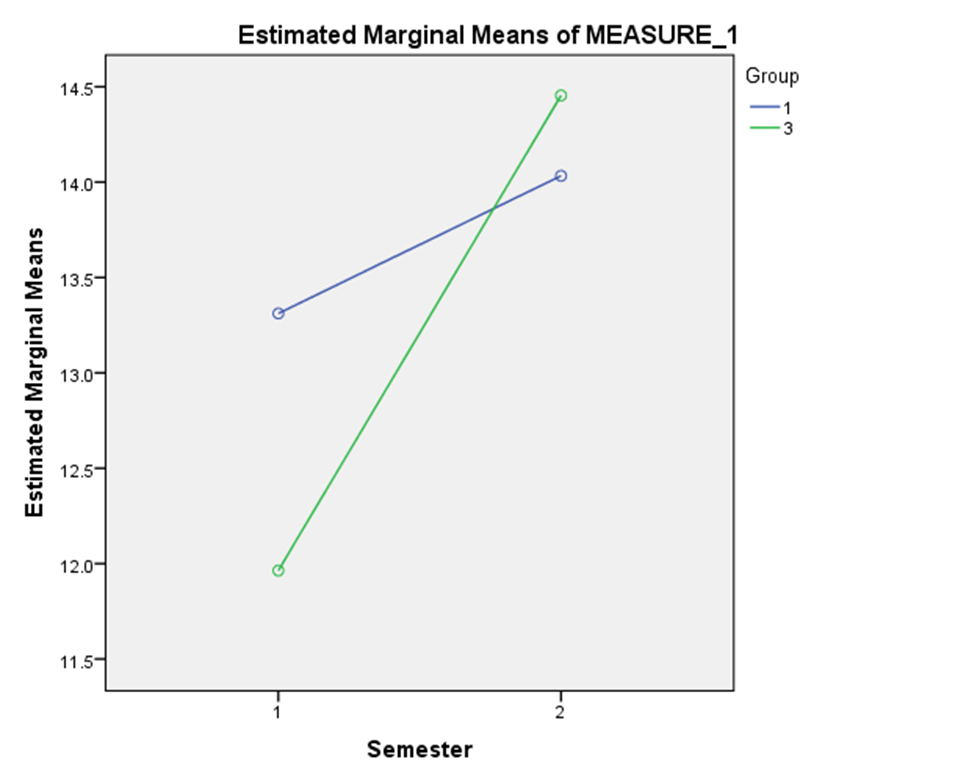 Estimated Marginal Means of MEASURE_1
Group
1
3
Estimated Marginal Means
14.5
14.0
13.5
13.0
12.5
12.0
11.5
1
2
Semester